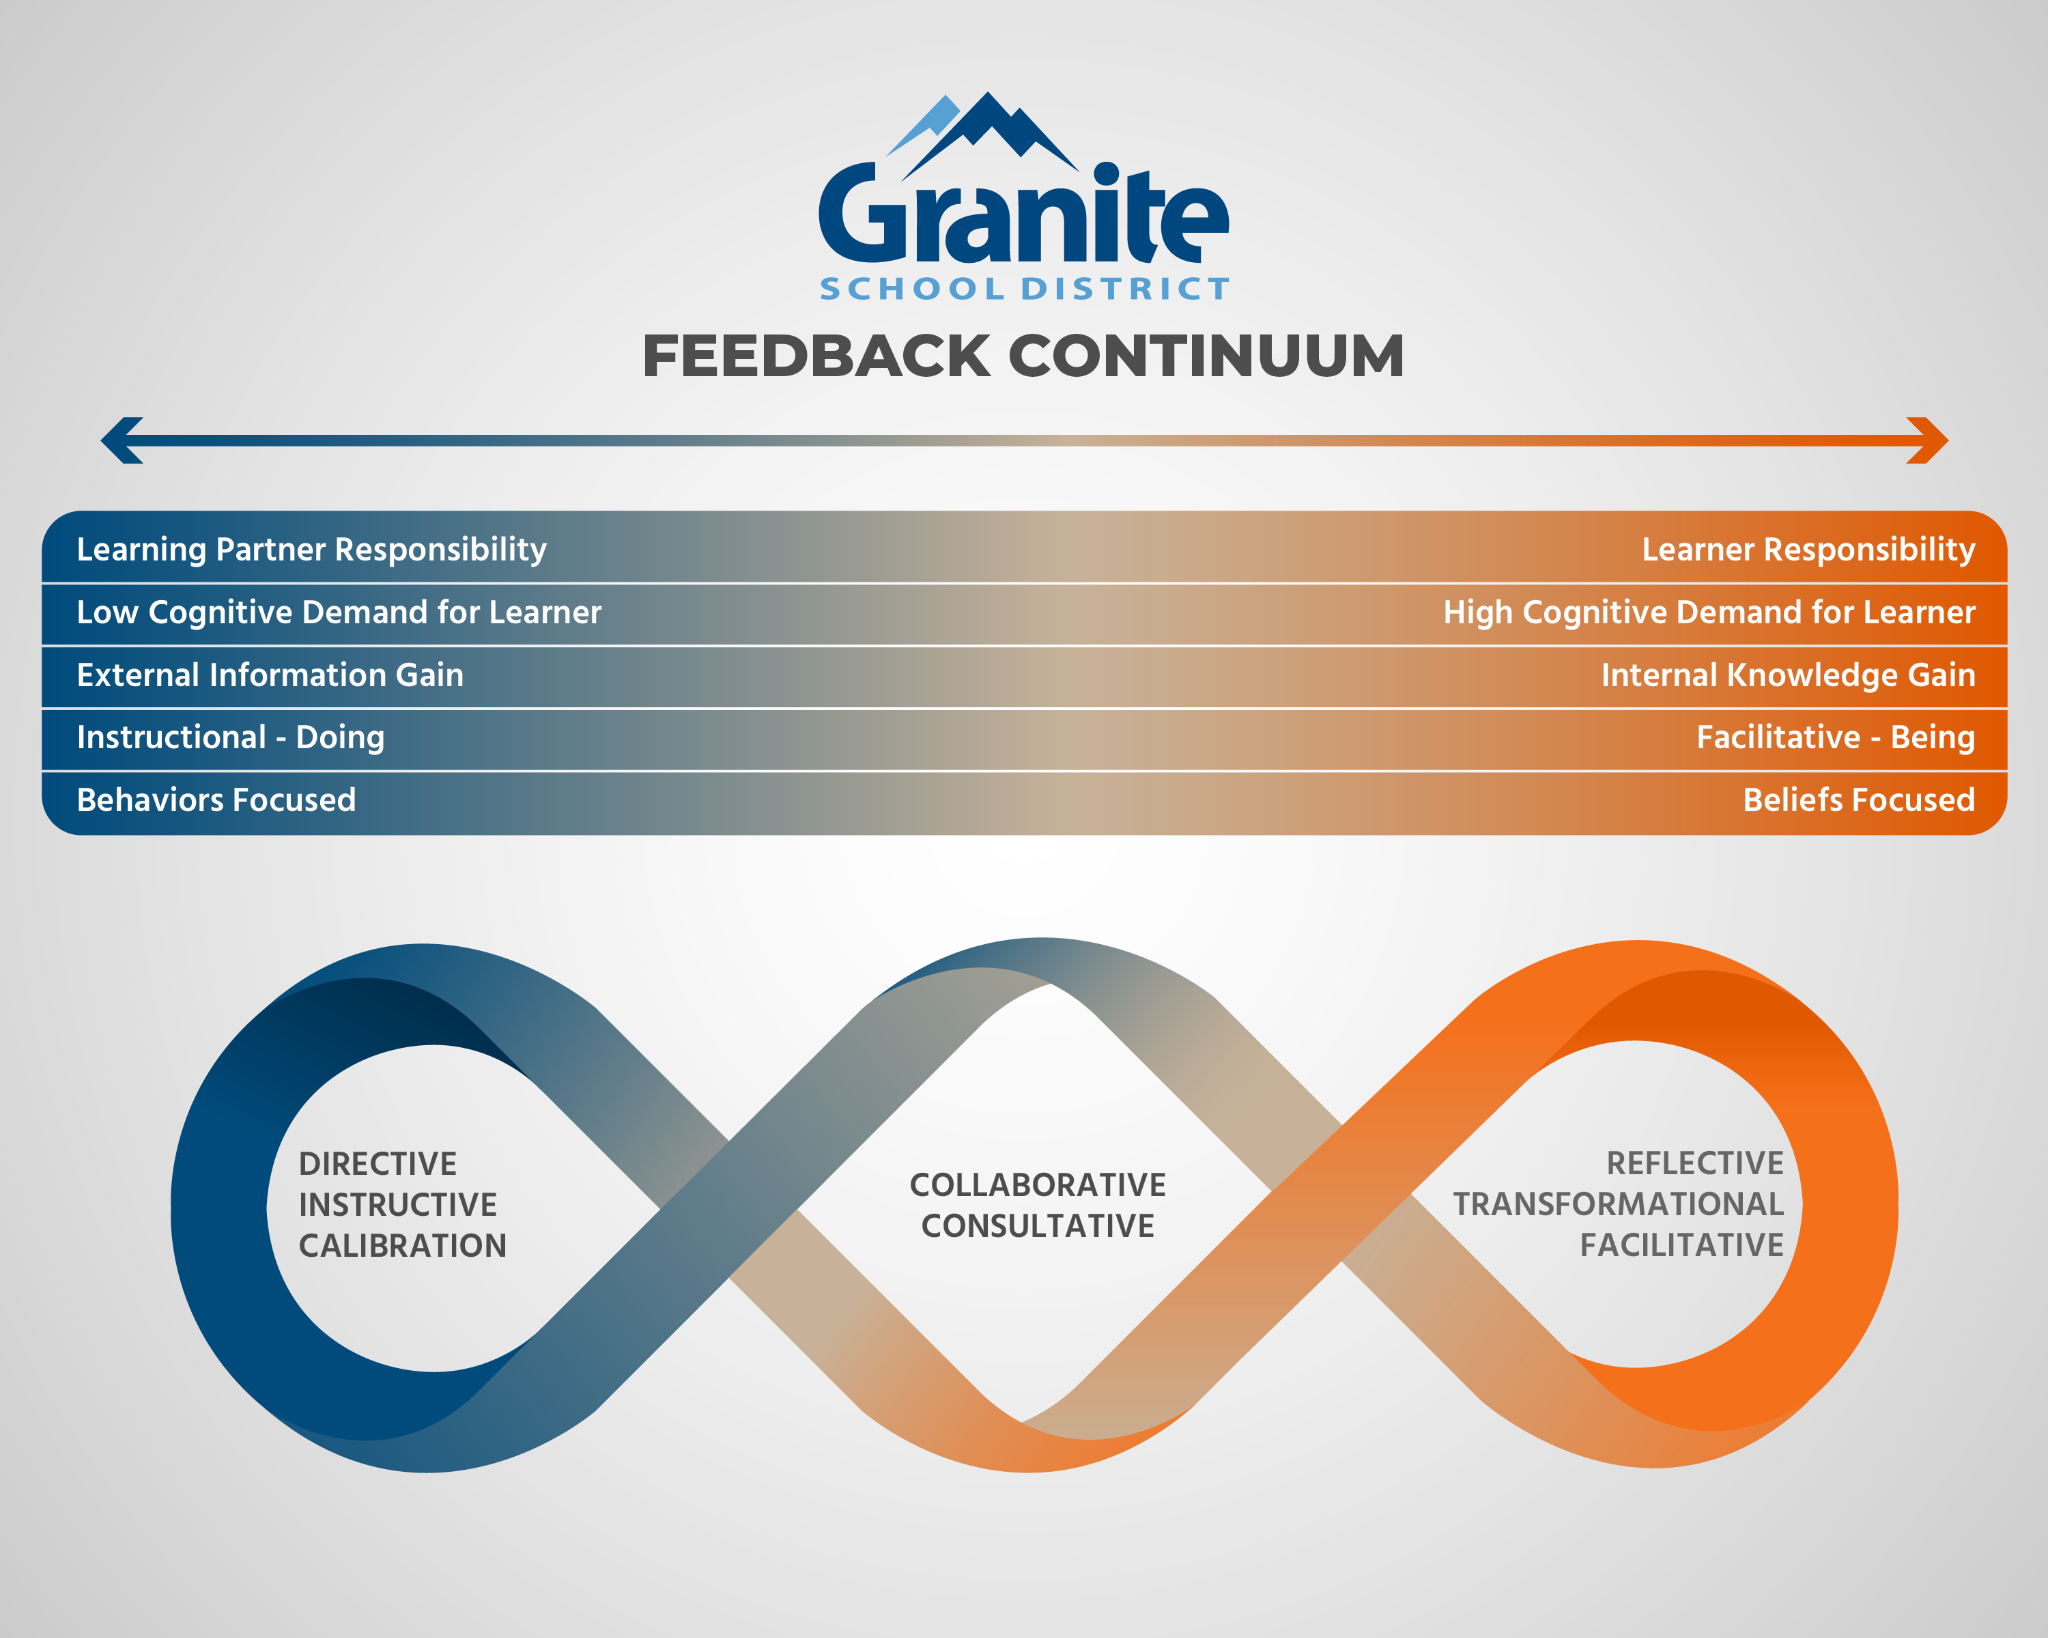 Granite
SCHOOL DISTRICT
FEEDBACK CONTINUUM
Learning Partner Responsibility
Learner Responsibility
Low Cognitive Demand for Learner
High Cognitive Demand for Learner
External Information Gain
Internal Knowledge Gain
Instructional - Doing
Facilitative - Being
Behaviors Focused
Beliefs Focused
DIRECTIVE
INSTRUCTIVE
CALIBRATION
COLLABORATIVE
CONSULTATIVE
REFLECTIVE
TRANSFORMATIONAL
FACILITATIVE